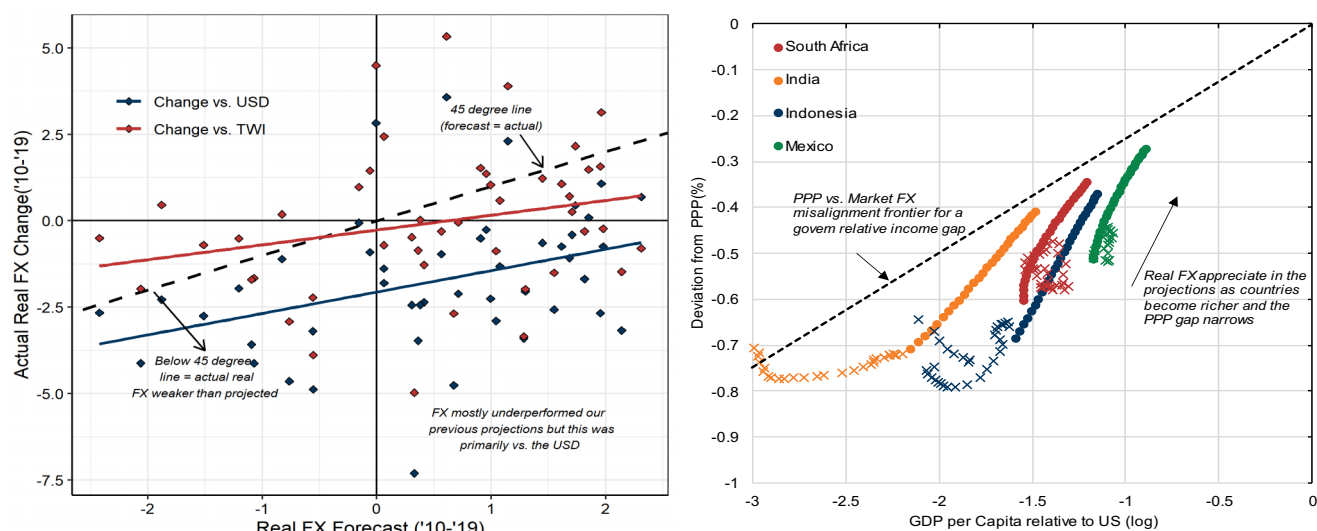 Actual Real FX Change('10-'19)
5.0
2.5
0.0
-2.5
-5.0
-7.5
Change vs. USD
Change vs. TWI
45 degree line
(forecast = actual)
Below 45 degree
line = actual real
FX weaker than projected
FX mostly underperformed our
previous projections but this was
primarily vs. the USD
-2
-1
0
1
2
Real FX Forecast ('10-'19)
Deviation from PPP(%)
0
-0.1
-0.2
-0.3
-0.4
-0.5
-0.6
-0.7
-0.8
-0.9
-1
South Africa
India
Indonesia
Mexico
PPP vs. Market FX
misalignment frontier for a
govern relative income gap
Real FX appreciate in the
projections as countries
become richer and the
PPP gap narrows
-3
-2.5
-2
-1.5
-1
-0.5
0
GDP per Capita relative to US (log)